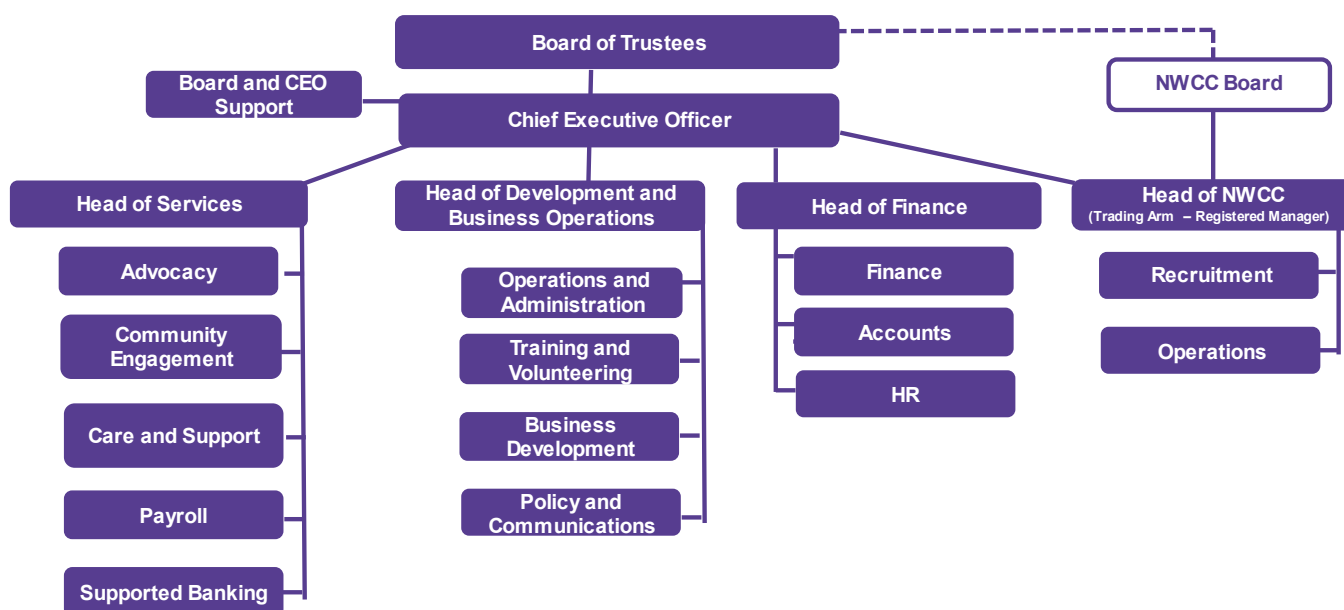 Board of Trustees
Board and CEO
Support
NWCC Board
Chief Executive Officer
Head of Services
Head of Development and
Business Operations
Head of Finance
Head of NWCC
(Trading Arm – Registered Manager)
Advocacy
Community
Engagement
Care and Support
Payroll
Supported Banking
Operations and
Administration
Training and
Volunteering
Business
Development
Policy and
Communications
Finance
Accounts
HR
Recruitment
Operations